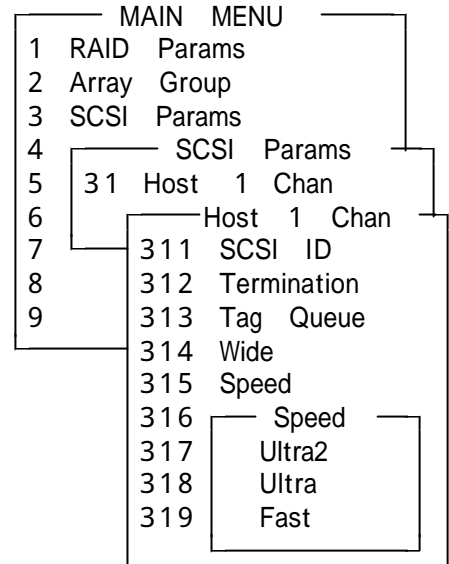 MAIN MENU
1 RAID Params
2 Array Group
3 SCSI Params
4 SCSI Params
5 31 Host 1 Chan
6 Host 1 Chan
7 311 SCSI ID
8 312 Termination
9 313 Tag Queue
314 Wide
315 Speed
316 Speed
317 Ultra2
318 Ultra
319 Fast